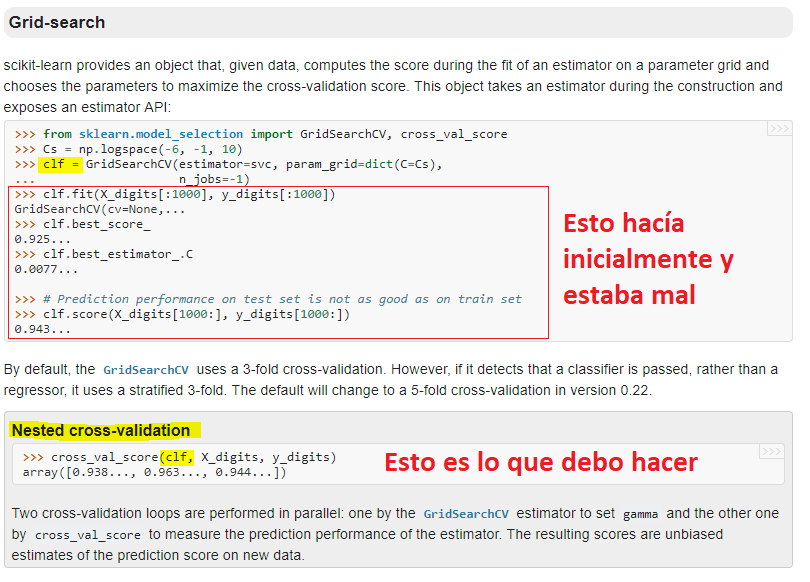 Grid-search
scikit-learn provides an object that, given data, computes the score during the fit of an estimator on a parameter grid and
chooses the parameters to maximize the cross-validation score. This object takes an estimator during the construction and
exposes an estimator API:
>>>
>>> from sklearn.model_selection import GridSearchCV, cross_val_score
>>> Cs = np.logspace(-6, -1, 10)
>>> clf = GridSearchCV(estimator=svc, param_grid=dict(C=Cs),
...                    n_jobs=-1)
>>> clf.fit(X_digits[:1000], y_digits[:1000])
GridSearchCV(cv=None,...
>>> clf.best_score_
0.925...
>>> clf.best_estimator_.C
0.0077...
>>> # Prediction performance on test set is not as good as on train set
>>> clf.score(X_digits[1000:], y_digits[1000:])
0.943...
Esto hacía
inicialmente y
estaba mal
By default, the GridSearchCV uses a 3-fold cross-validation. However, if it detects that a classifier is passed, rather than a
regressor, it uses a stratified 3-fold. The default will change to a 5-fold cross-validation in version 0.22.
Nested cross-validation
>>>
>>> cross_val_score(clf, X_digits, y_digits)
array([0.938..., 0.963..., 0.944...])
Esto es lo que debo hacer
Two cross-validation loops are performed in parallel: one by the GridSearchCV estimator to set gamma and the other one
by cross_val_score to measure the prediction performance of the estimator. The resulting scores are unbiased
estimates of the prediction score on new data.